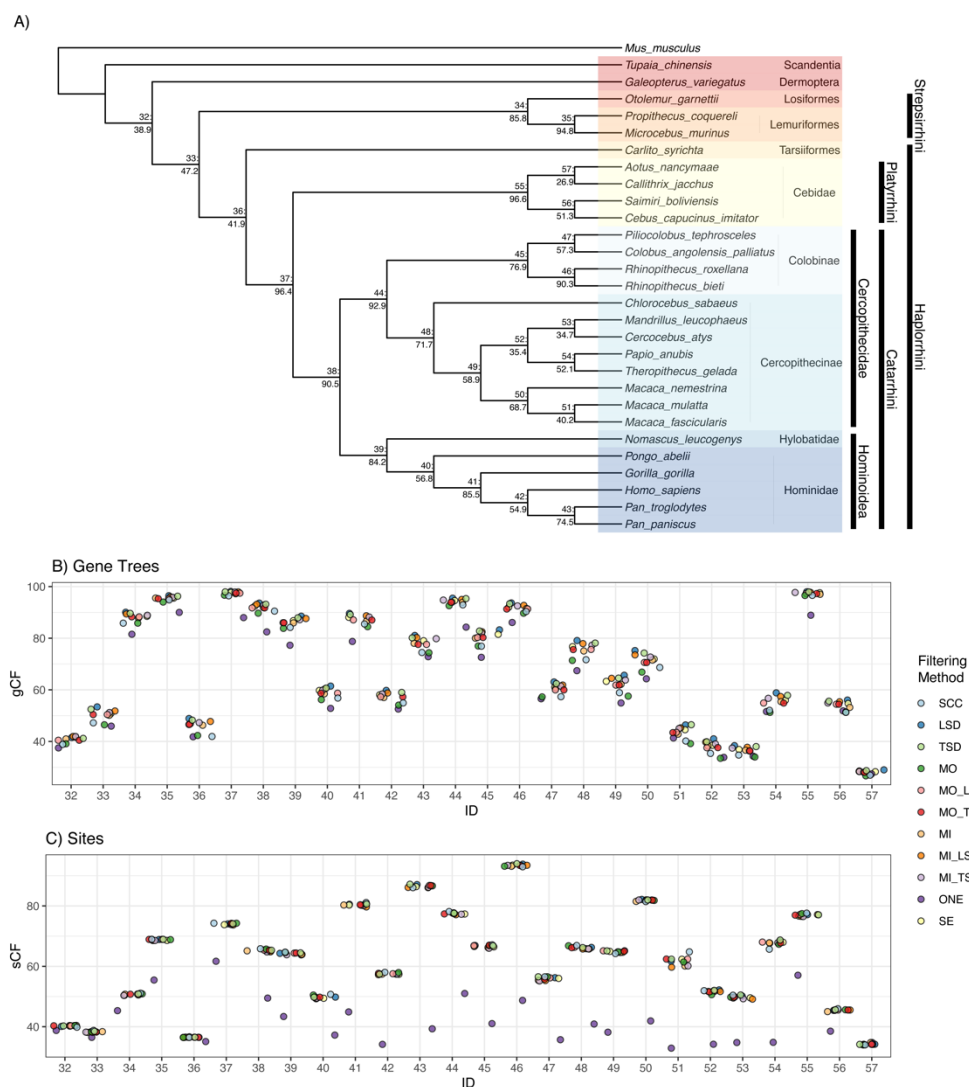 A)
Mus_musculus
Tupaia_chinensis Scandentia
Galeopterus_variegatus Dermoptera
Otolemur_garnettii Losiformes
Propithecus_coquereli
Lemuriformes
Microcebus_murinus
Carlito_syrichta Tarsiiformes
Aotus_nancymaae
Callithrix_jacchus
Cebidae
Saimiri_boliviensis
Cebus_capucinus_imitator
Piliocolobus_tephrosceles
Colobus_angolensis_palliatus
Colobinae
Rhinopithecus_roxellana
Rhinopithecus_bieti
Chlorocebus_sabaeus
Mandrillus_leucophaeus
Cercocebus_atys
Papio_anubis
Cercopithecinae
Theropithecus_gelada
Macaca_nemestrina
Macaca_mulatta
Macaca_fascicularis
Nomascus_leucogenys Hylobatidae
Pongo_abelii
Gorilla_gorilla
Homo_sapiens Hominidae
Pan_troglodytes
Pan_paniscus
Strepsirrhini
Platyrrhini
Cercopithecidae
Hominoidea
Catarrhini
Haplorrhini
32:
38.9
33:
47.2
34:
85.8
35:
94.8
36:
41.9
37:
96.4
55:
96.6
57:
26.9
56:
51.3
38:
90.5
44:
92.9
45:
76.9
47:
57.3
46:
90.3
48:
71.7
49:
58.9
52:
35.4
53:
34.7
54:
52.1
50:
68.7
51:
40.2
39:
84.2
40:
56.8
41:
85.5
42:
54.9
43:
74.5
B) Gene Trees
100
80
60
40
gCF
32 33 34 35 36 37 38 39 40 41 42 43 44 45 46 47 48 49 50 51 52 53 54 55 56 57
ID
C) Sites
80
60
40
sCF
32 33 34 35 36 37 38 39 40 41 42 43 44 45 46 47 48 49 50 51 52 53 54 55 56 57
ID
Filtering
Method
SCC
LSD
TSD
MO
MO_L
MO_T
MI
MI_LS
MI_TS
ONE
SE